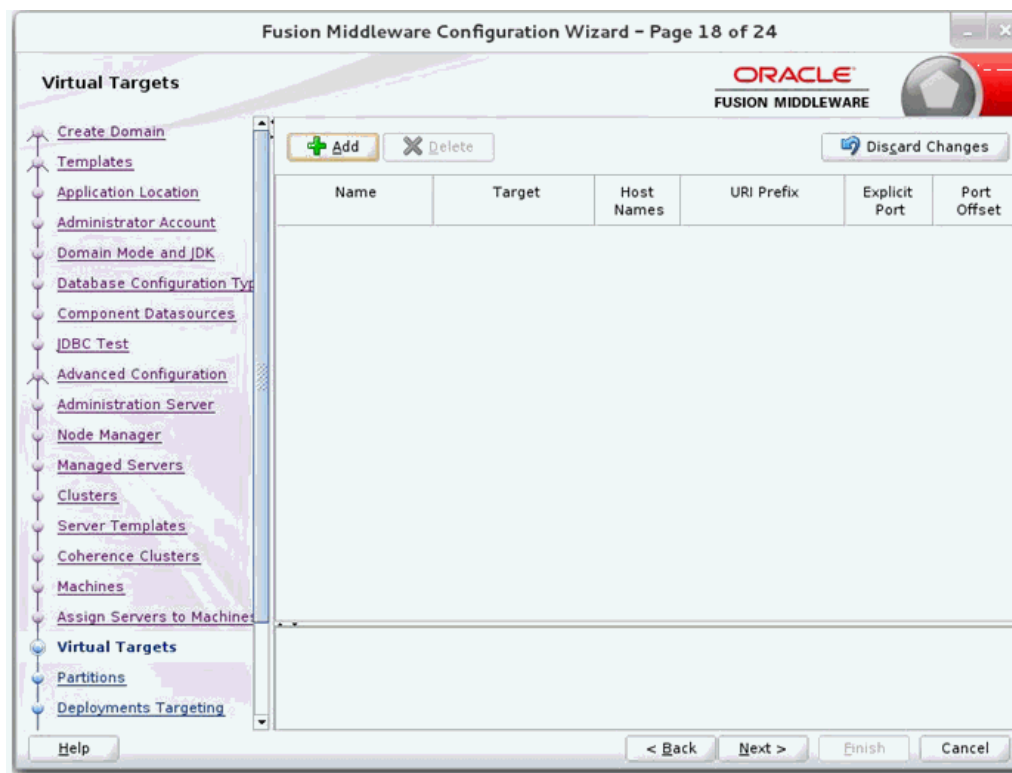 Fusion Middleware Configuration Wizard - Page 18 of 24
Virtual Targets
ORACLE
FUSION MIDDLEWARE
Create Domain
Templates
Application Location
Administrator Account
Domain Mode and JDK
Database Configuration Typ
Component Datasources
JDBC Test
Advanced Configuration
Administration Server
Node Manager
Managed Servers
Clusters
Server Templates
Coherence Clusters
Machines
Assign Servers to Machines
Virtual Targets
Partitions
Deployments Targeting
Add
Delete
Discard Changes
Name
Target
Host
Names
URI Prefix
Explicit
Port
Port
Offset
Help
< Back
Next >
Finish
Cancel